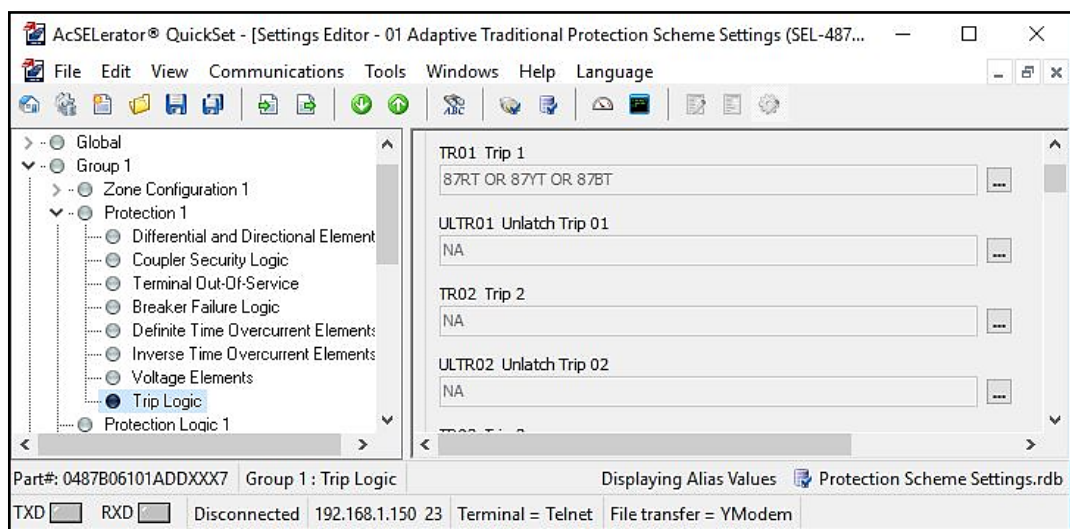 AcSELerator® QuickSet - [Settings Editor - 01 Adaptive Traditional Protection Scheme Settings (SEL-487...
File Edit View Communications Tools Windows Help Language
Global
Group 1
Zone Configuration 1
Protection 1
Differential and Directional Element
Coupler Security Logic
Terminal Out-Of-Service
Breaker Failure Logic
Definite Time Overcurrent Elements
Inverse Time Overcurrent Elements
Voltage Elements
Trip Logic
Protection Logic 1
TR01 Trip 1
87RT OR 87YT OR 87BT
...
ULTR01 Unlatch Trip 01
NA
...
TR02 Trip 2
NA
...
ULTR02 Unlatch Trip 02
NA
...
Part#: 0487B06101ADDXXX7 Group 1 : Trip Logic Displaying Alias Values Protection Scheme Settings.rdb
TXD RXD Disconnected 192.168.1.150 23 Terminal = Telnet File transfer = YModem